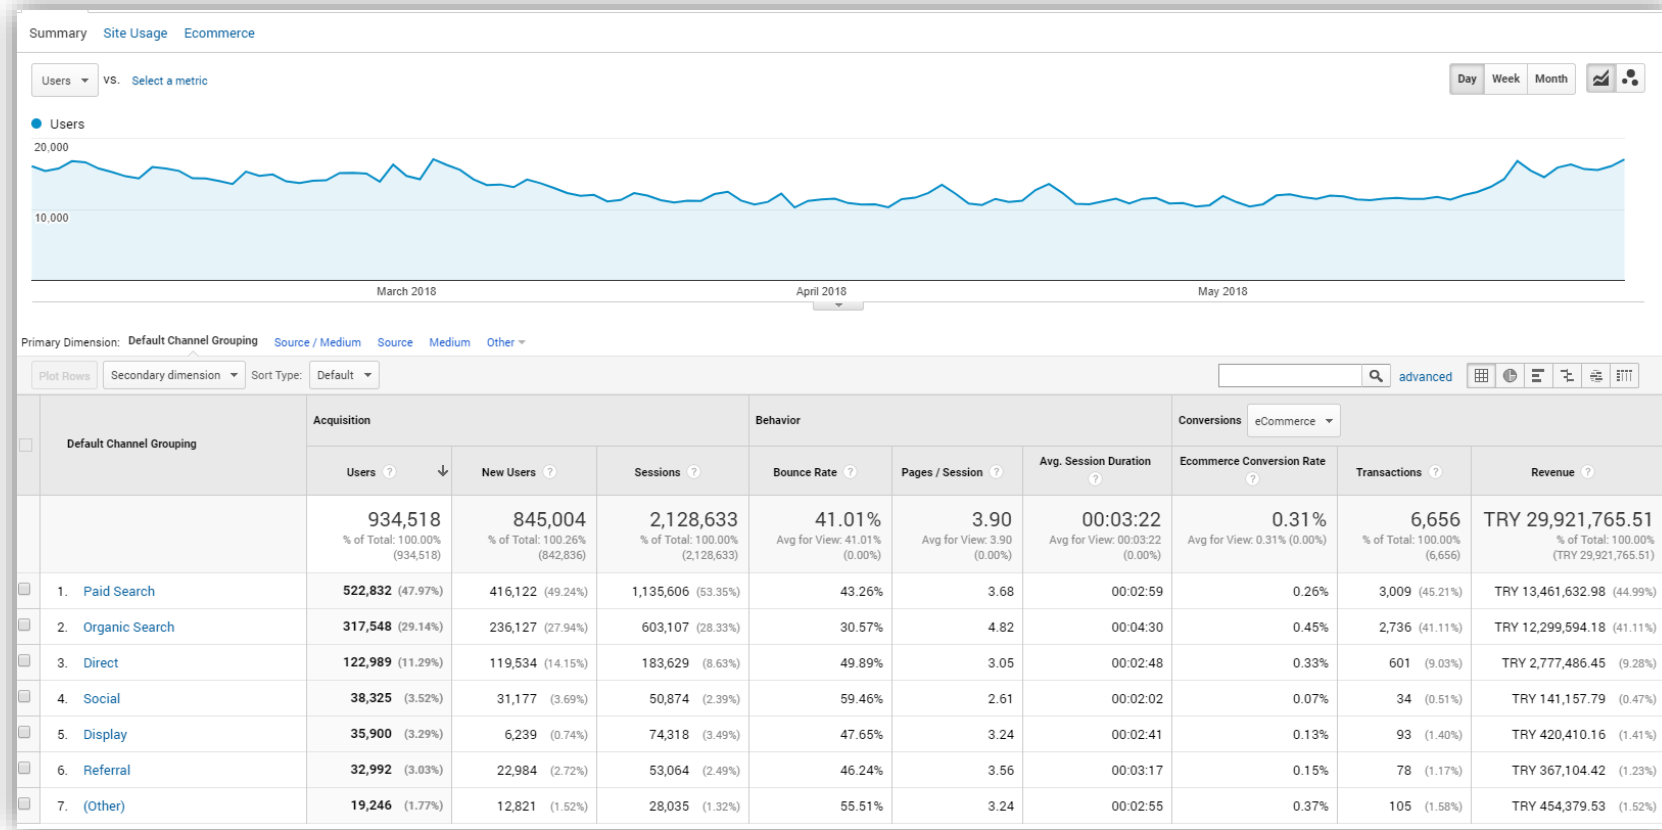 Summary Site Usage Ecommerce
Users VS. Select a metric Day Week Month
Users
20,000
10,000
March 2018 April 2018 May 2018
Primary Dimension: Default Channel Grouping Source / Medium Source Medium Other
Plot Rows Secondary dimension Sort Type: Default advanced
Acquisition Behavior Conversions eCommerce
Default Channel Grouping
Users ? New Users ? Sessions ? Bounce Rate ? Pages / Session ? Avg. Session Duration ? Ecommerce Conversion Rate ? Transactions ? Revenue ?
934,518 845,004 2,128,633 41.01% 3.90 00:03:22 0.31% 6,656 TRY 29,921,765.51
% of Total: 100.00% % of Total: 100.26% % of Total: 100.00% Avg for View: 41.01% Avg for View: 3.90 Avg for View: 00:03:22 Avg for View: 0.31% (0.00%) % of Total: 100.00% % of Total: 100.00%
(934,518) (842,836) (2,128,633) (0.00%) (0.00%) (0.00%) (6,656) (TRY 29,921,765.51)
1. Paid Search 522,832 (47.97%) 416,122 (49.24%) 1,135,606 (53.35%) 43.26% 3.68 00:02:59 0.26% 3,009 (45.21%) TRY 13,461,632.98 (44.99%)
2. Organic Search 317,548 (29.14%) 236,127 (27.94%) 603,107 (28.33%) 30.57% 4.82 00:04:30 0.45% 2,736 (41.11%) TRY 12,299,594.18 (41.11%)
3. Direct 122,989 (11.29%) 119,534 (14.15%) 183,629 (8.63%) 49.89% 3.05 00:02:48 0.33% 601 (9.03%) TRY 2,777,486.45 (9.28%)
4. Social 38,325 (3.52%) 31,177 (3.69%) 50,874 (2.39%) 59.46% 2.61 00:02:02 0.07% 34 (0.51%) TRY 141,157.79 (0.47%)
5. Display 35,900 (3.29%) 6,239 (0.74%) 74,318 (3.49%) 47.65% 3.24 00:02:41 0.13% 93 (1.40%) TRY 420,410.16 (1.41%)
6. Referral 32,992 (3.03%) 22,984 (2.72%) 53,064 (2.49%) 46.24% 3.56 00:03:17 0.15% 78 (1.17%) TRY 367,104.42 (1.23%)
7. (Other) 19,246 (1.77%) 12,821 (1.52%) 28,035 (1.32%) 55.51% 3.24 00:02:55 0.37% 105 (1.58%) TRY 454,379.53 (1.52%)